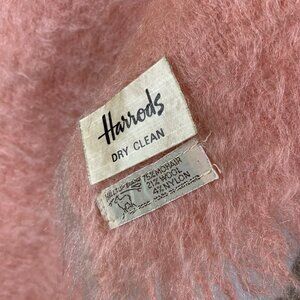 Harrods
DRY CLEAN
75% MOHAIR
21% WOOL
4% NYLON